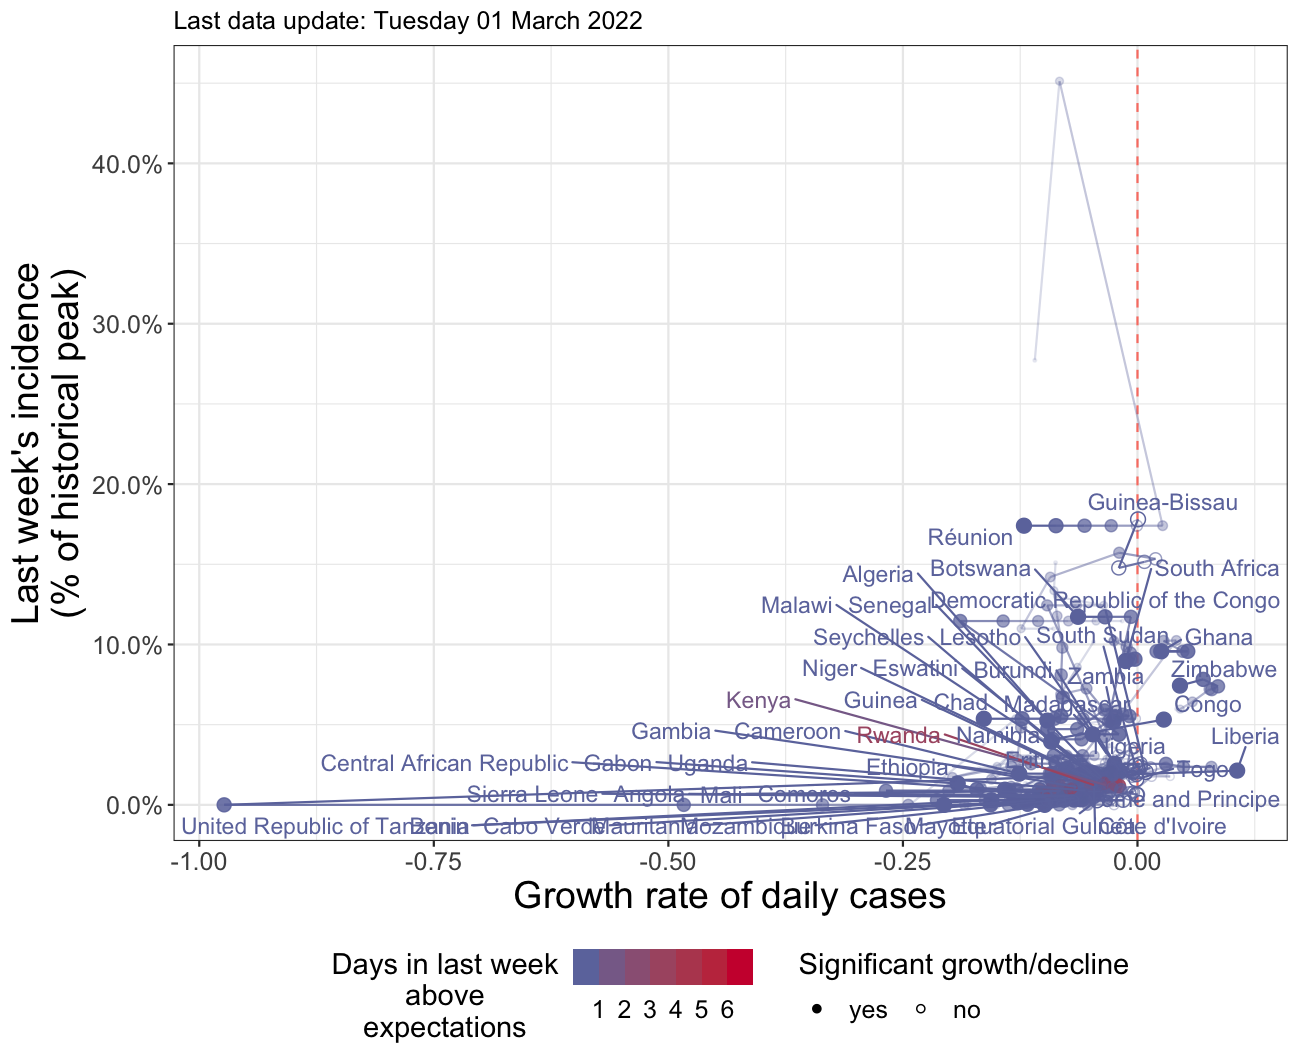 Last data update: Tuesday 01 March 2022
Last week's incidence
(% of historical peak)
40.0%
30.0%
20.0%
10.0%
0.0%
Guinea-Bissau
Réunion
Algeria
Botswana
South Africa
Malawi
Senegal
Democratic Republic of the Congo
Seychelles
Lesotho
South Sudan
Ghana
Niger
Eswatini
Burundi
Zambia
Zimbabwe
Kenya
Guinea
Chad
Madagascar
Congo
Gambia
Cameroon
Rwanda
Namibia
Nigeria
Liberia
Central African Republic
Gabon
Uganda
Ethiopia
Togo
Sierra Leone
Angola
Mali
Comoros
and Principe
United Republic of Tanzania
Benin
Cabo Verde
Mauritania
Mozambique
Burkina Faso
Mayotte
Equatorial Guinea
Côte d'Ivoire
-1.00
-0.75
-0.50
-0.25
0.00
Growth rate of daily cases
Days in last week
above
expectations
1 2 3 4 5 6
Significant growth/decline
yes
no